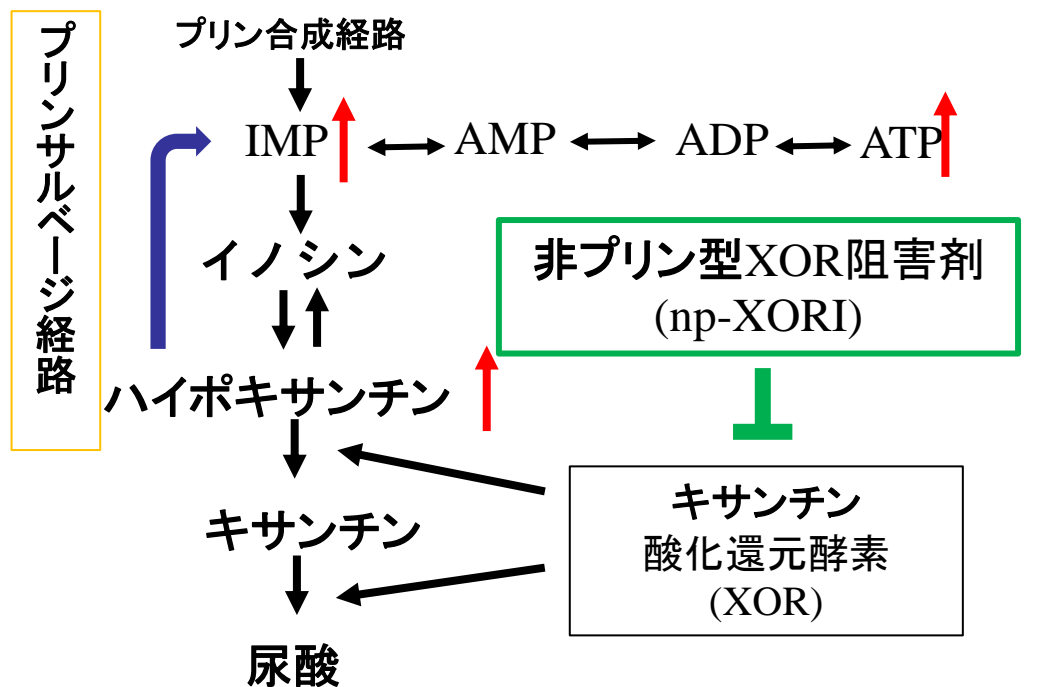 プリンサルベージ経路
プリン合成経路
IMP AMP ADP ATP
イノシン
非プリン型XOR阻害剤
(np-XORI)
ハイポキサンチン
キサンチン
酸化還元酵素
(XOR)
キサンチン
尿酸